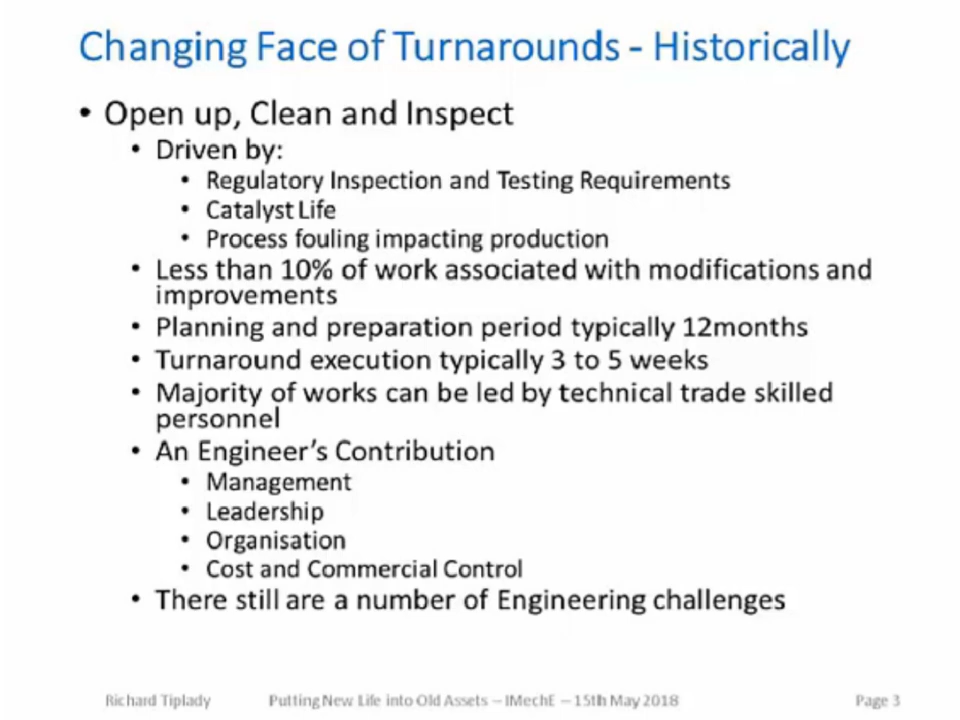 Changing Face of Turnarounds - Historically
• Open up, Clean and Inspect
• Driven by:
• Regulatory Inspection and Testing Requirements
• Catalyst Life
• Process fouling impacting production
• Less than 10% of work associated with modifications and
improvements
• Planning and preparation period typically 12months
• Turnaround execution typically 3 to 5 weeks
• Majority of works can be led by technical trade skilled
personnel
• An Engineer's Contribution
• Management
• Leadership
• Organisation
• Cost and Commercial Control
• There still are a number of Engineering challenges
Richard Tiplady Putting New Life into Old Assets – IMechE – 15th May 2018 Page 3